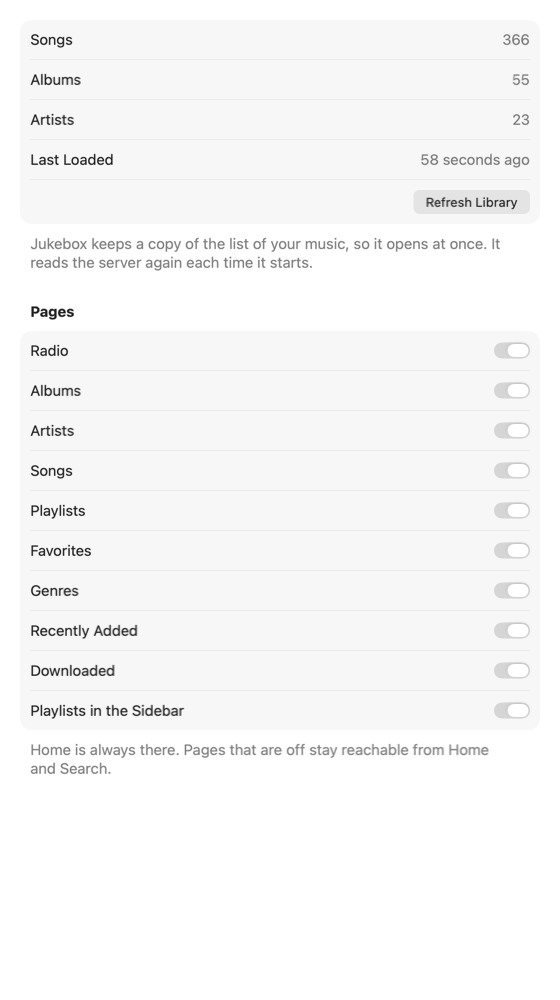 Songs 366
Albums 55
Artists 23
Last Loaded 58 seconds ago
Refresh Library
Jukebox keeps a copy of the list of your music, so it opens at once. It
reads the server again each time it starts.
Pages
Radio
Albums
Artists
Songs
Playlists
Favorites
Genres
Recently Added
Downloaded
Playlists in the Sidebar
Home is always there. Pages that are off stay reachable from Home
and Search.